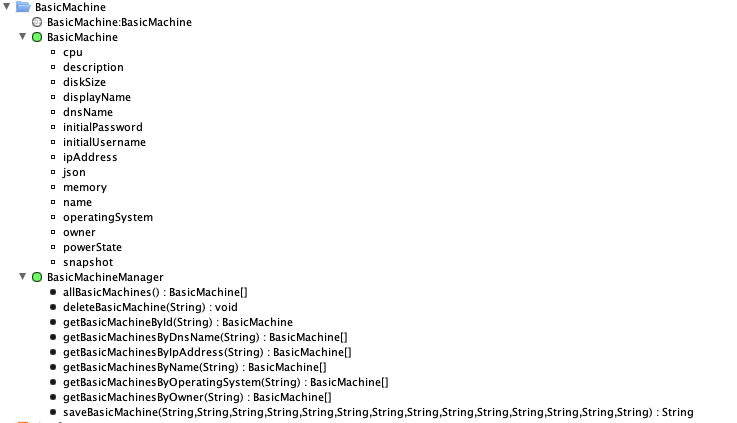 BasicMachine
BasicMachine:BasicMachine
BasicMachine
cpu
description
diskSize
displayName
dnsName
initialPassword
initialUsername
ipAddress
json
memory
name
operatingSystem
owner
powerState
snapshot
BasicMachineManager
allBasicMachines() : BasicMachine[]
deleteBasicMachine(String) : void
getBasicMachineById(String) : BasicMachine
getBasicMachinesByDnsName(String) : BasicMachine[]
getBasicMachinesByIpAddress(String) : BasicMachine[]
getBasicMachinesByName(String) : BasicMachine[]
getBasicMachinesByOperatingSystem(String) : BasicMachine[]
getBasicMachinesByOwner(String) : BasicMachine[]
saveBasicMachine(String,String,String,String,String,String,String,String,String,String,String,String,String,String) : String